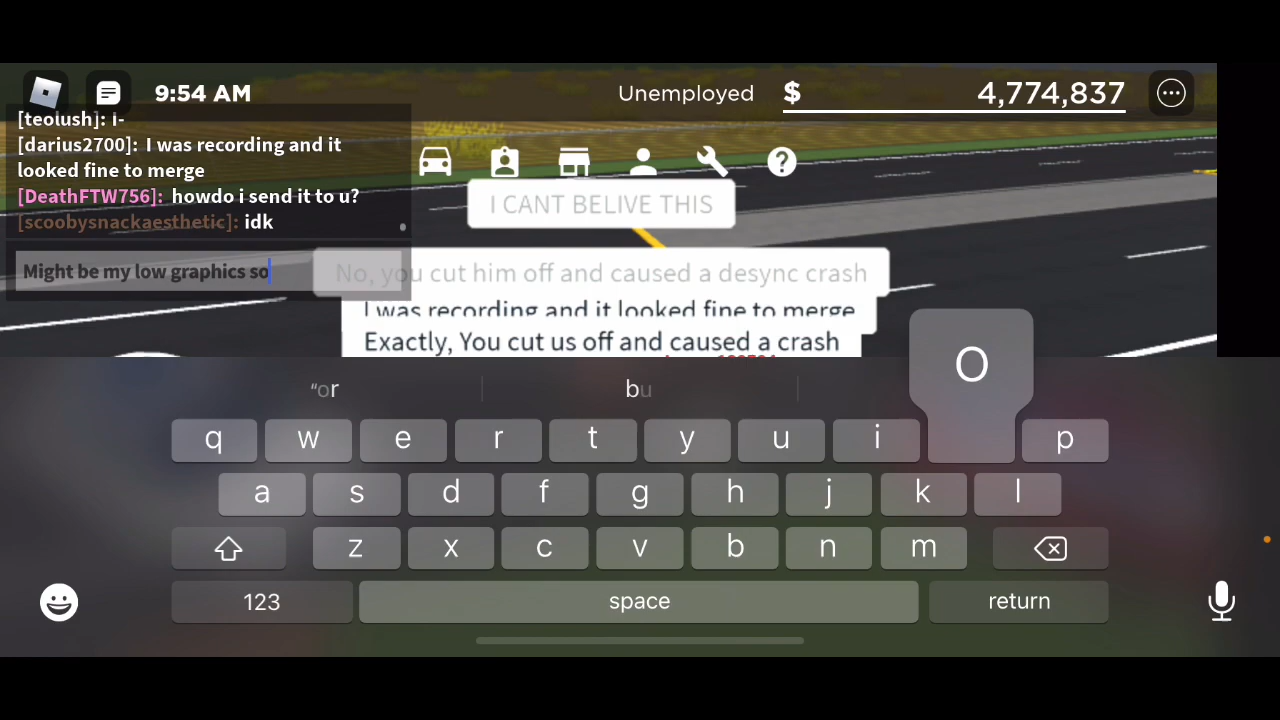 9:54 AM
Unemployed
$ 4,774,837
[teolush]: i-
[darius2700]: I was recording and it
looked fine to merge
[DeathFTW756]: howdo i send it to u?
[scoobysnackaesthetic]: idk
Might be my low graphics so
I CANT BELIVE THIS
No, you cut him off and caused a desync crash
I was recording and it looked fine to merge
Exactly, You cut us off and caused a crash
“or
bu
O
q w e r t y u i p
a s d f g h j k l
z x c v b n m
123
space
return